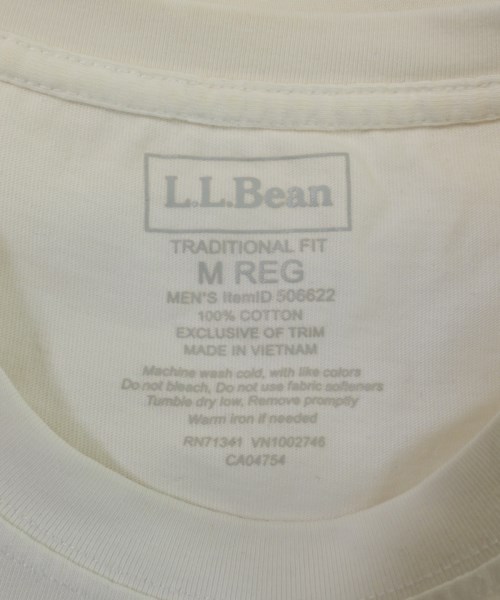 L.L.Bean
TRADITIONAL FIT
M REG
MEN'S ItemID 506622
100% COTTON
EXCLUSIVE OF TRIM
MADE IN VIETNAM
Machine wash cold, with like colors
Do not bleach, Do not use fabric softeners
Tumble dry low, Remove promptly
Warm iron if needed
RN71341 VN1002746
CA04754